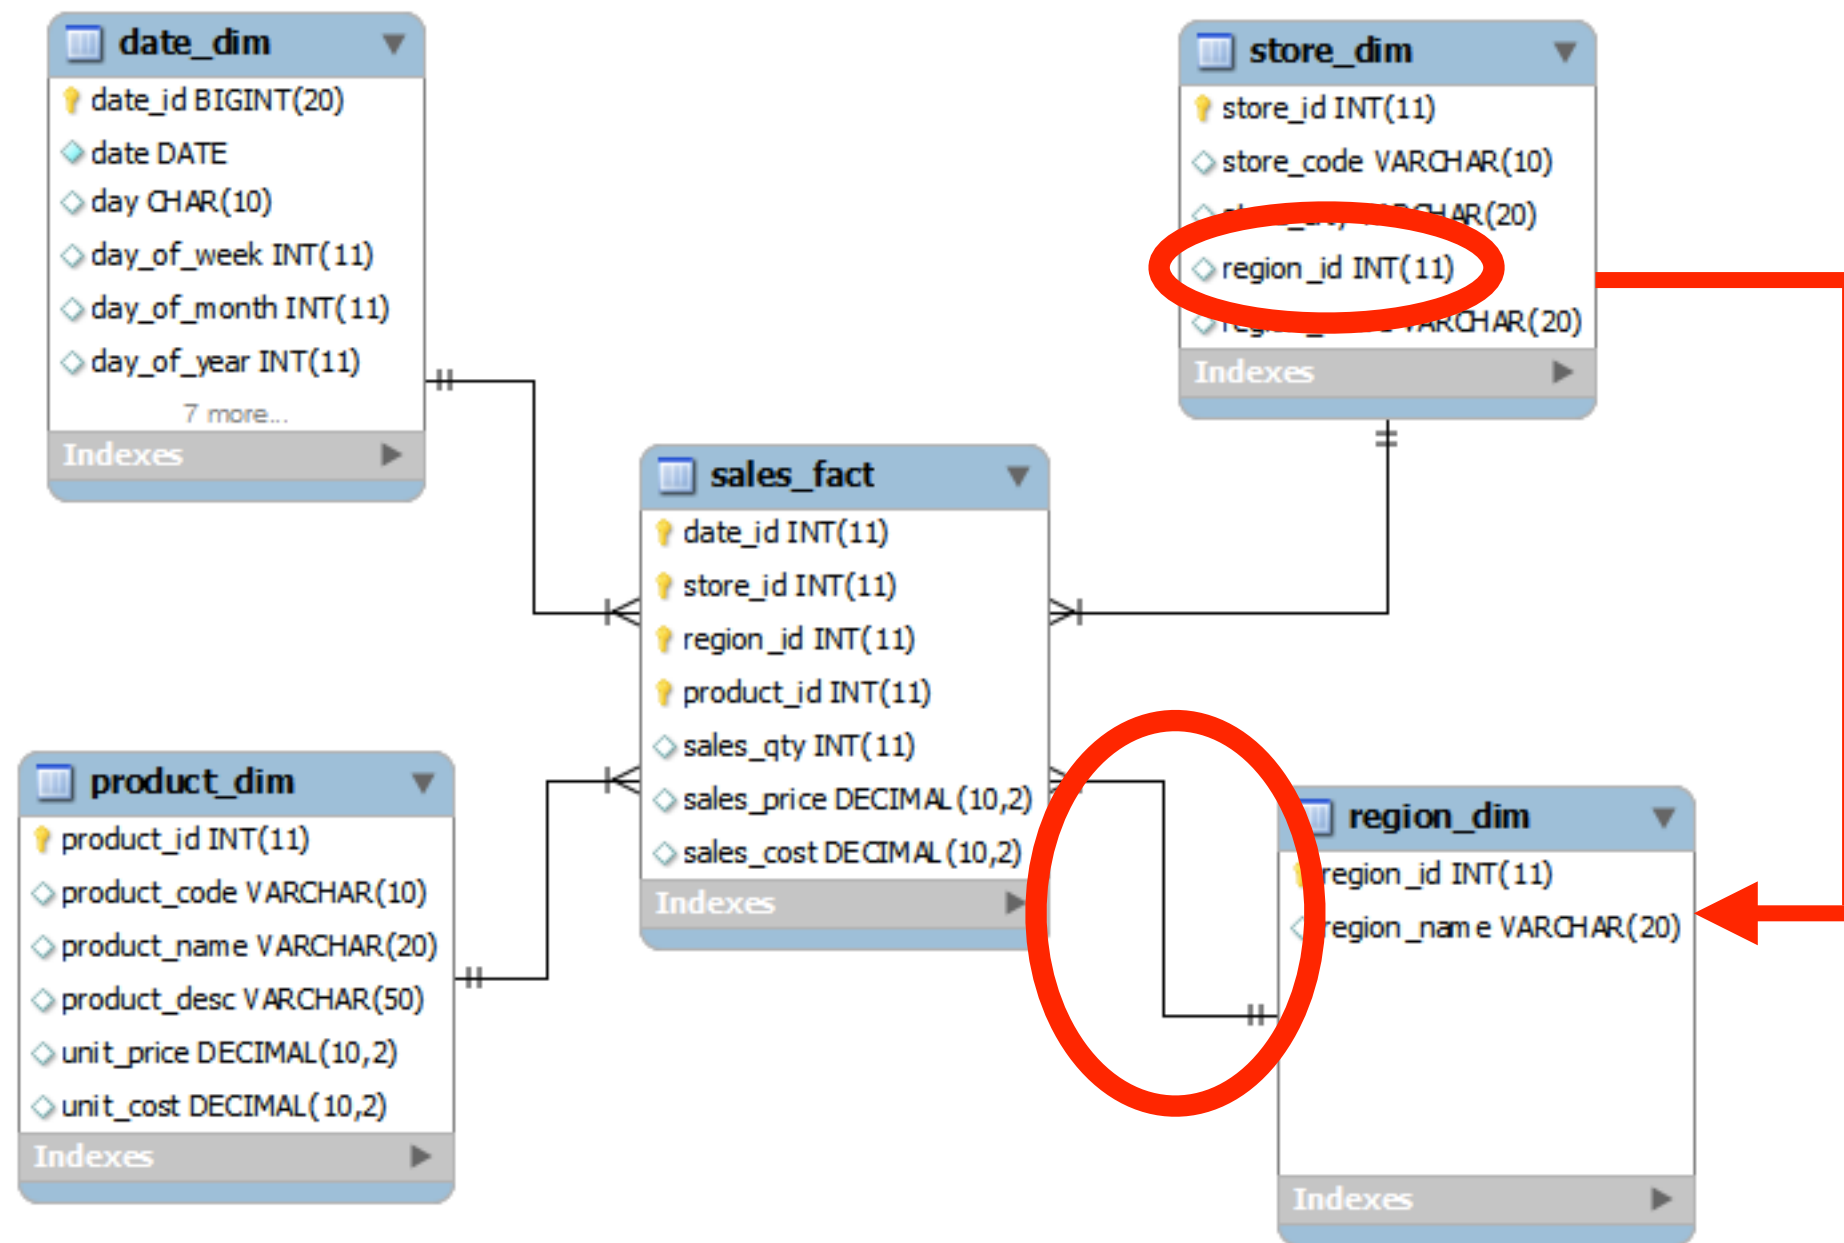 date_dim
date_id BIGINT(20)
date DATE
day CHAR(10)
day_of_week INT(11)
day_of_month INT(11)
day_of_year INT(11)
7 more...
Indexes
store_dim
store_id INT(11)
store_code VARCHAR(10)
VARCHAR(20)
region_id INT(11)
VARCHAR(20)
Indexes
sales_fact
date_id INT(11)
store_id INT(11)
region_id INT(11)
product_id INT(11)
sales_qty INT(11)
sales_price DECIMAL(10,2)
sales_cost DECIMAL(10,2)
Indexes
product_dim
product_id INT(11)
product_code VARCHAR(10)
product_name VARCHAR(20)
product_desc VARCHAR(50)
unit_price DECIMAL(10,2)
unit_cost DECIMAL(10,2)
Indexes
region_dim
region_id INT(11)
region_name VARCHAR(20)
Indexes